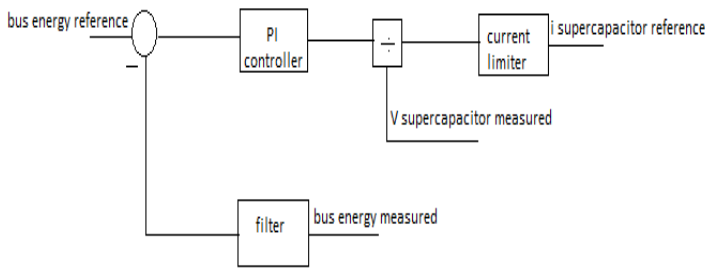 bus energy reference
PI
controller
÷
current
limiter
i supercapacitor reference
V supercapacitor measured
filter
bus energy measured